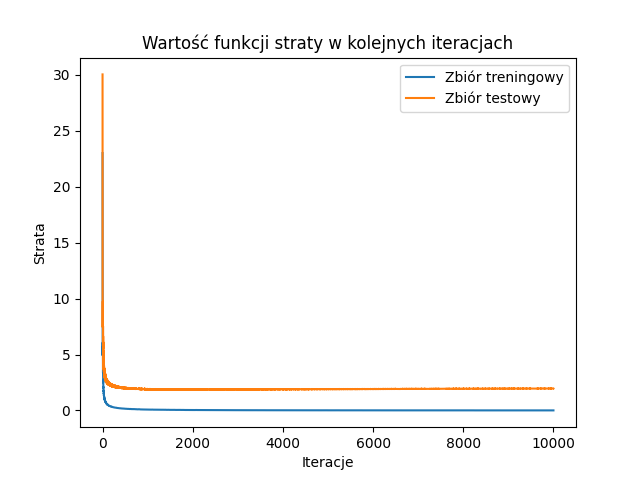 Wartość funkcji straty w kolejnych iteracjach
Zbiór treningowy
Zbiór testowy
30
25
20
15
10
5
0
Strata
0 2000 4000 6000 8000 10000
Iteracje